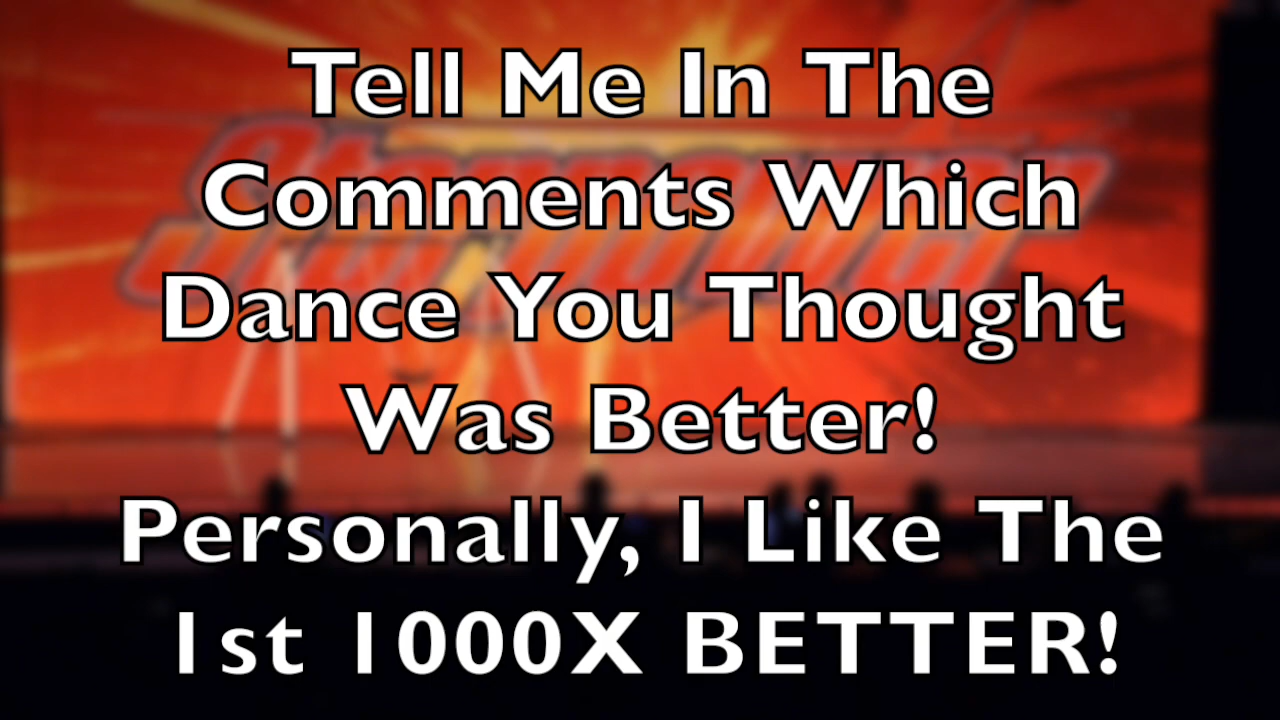 Tell Me In The
Comments Which
Dance You Thought
Was Better!
Personally, I Like The
1st 1000X BETTER!